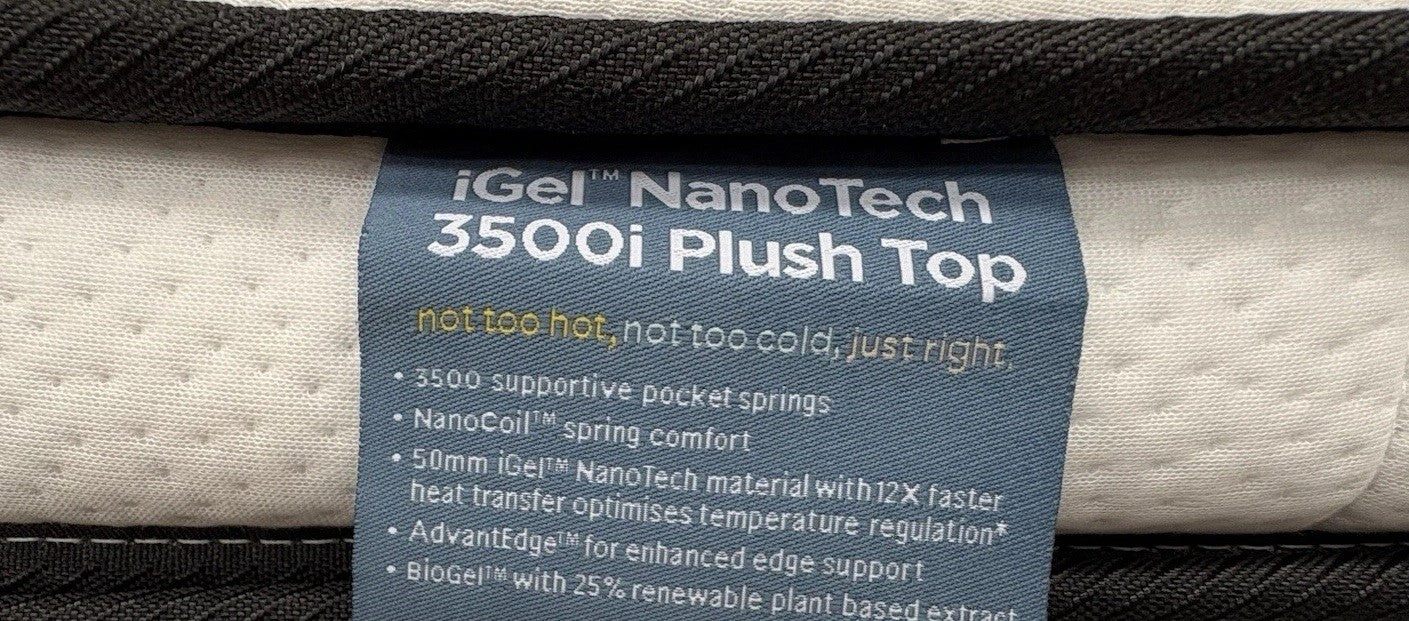 iGel™ NanoTech
3500i Plush Top
not too hot, not too cold, just right.
• 3500 supportive pocket springs
• NanoCoil™ spring comfort
• 50mm iGel™ NanoTech material with 12X faster
heat transfer optimises temperature regulation*
• AdvantEdge™ for enhanced edge support
• BioGel™ with 25% renewable plant based extract